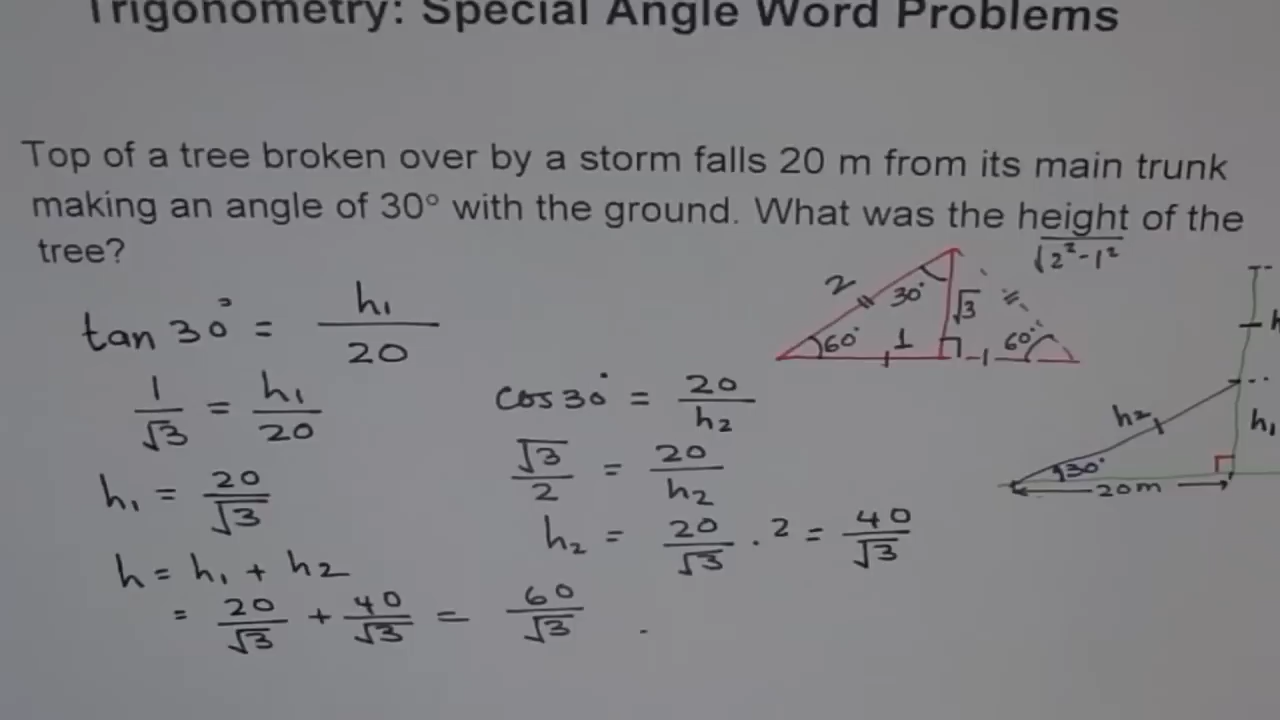 Trigonometry: Special Angle Word Problems
Top of a tree broken over by a storm falls 20 m from its main trunk
making an angle of 30° with the ground. What was the height of the
tree?
√2²-1²
tan 30° = h₁/20
2
30°
√3
60°
1
60°
1/√3 = h₁/20
cos 30° = 20/h₂
h₂
h₁
30°
20m
√3/2 = 20/h₂
h₁ = 20/√3
h₂ = 20/√3 . 2 = 40/√3
h = h₁ + h₂
= 20/√3 + 40/√3 = 60/√3 .